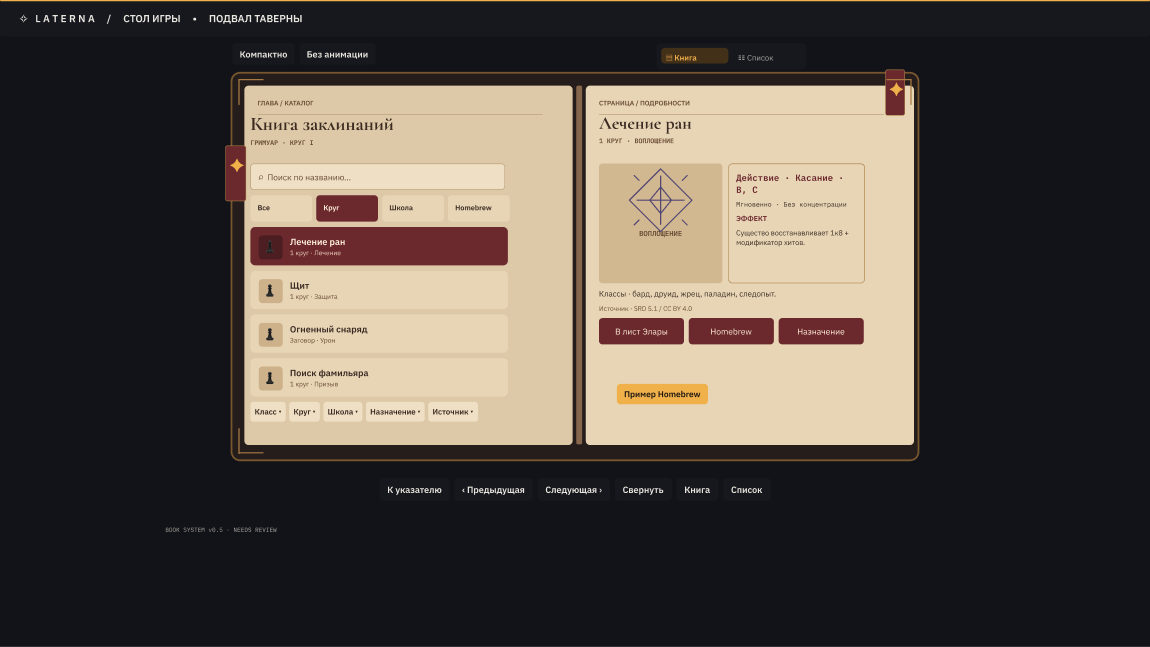 ✧ LATERNA / СТОЛ ИГРЫ • ПОДВАЛ ТАВЕРНЫ
Компактно Без анимации
Книга Список
ГЛАВА / КАТАЛОГ
Книга заклинаний
ГРИМУАР · КРУГ I
Поиск по названию...
Все Круг Школа Homebrew
Лечение ран
1 круг · Лечение
Щит
1 круг · Защита
Огненный снаряд
Заговор · Урон
Поиск фамильяра
1 круг · Призыв
Класс ▾ Круг ▾ Школа ▾ Назначение ▾ Источник ▾
СТРАНИЦА / ПОДРОБНОСТИ
Лечение ран
1 КРУГ · ВОПЛОЩЕНИЕ
ВОПЛОЩЕНИЕ
Действие · Касание ·
В, С
Мгновенно · Без концентрации
ЭФФЕКТ
Существо восстанавливает 1к8 +
модификатор хитов.
Классы · бард, друид, жрец, паладин, следопыт.
Источник · SRD 5.1 / CC BY 4.0
В лист Элары Homebrew Назначение
Пример Homebrew
К указателю ‹ Предыдущая Следующая › Свернуть Книга Список
BOOK SYSTEM v0.5 · NEEDS REVIEW